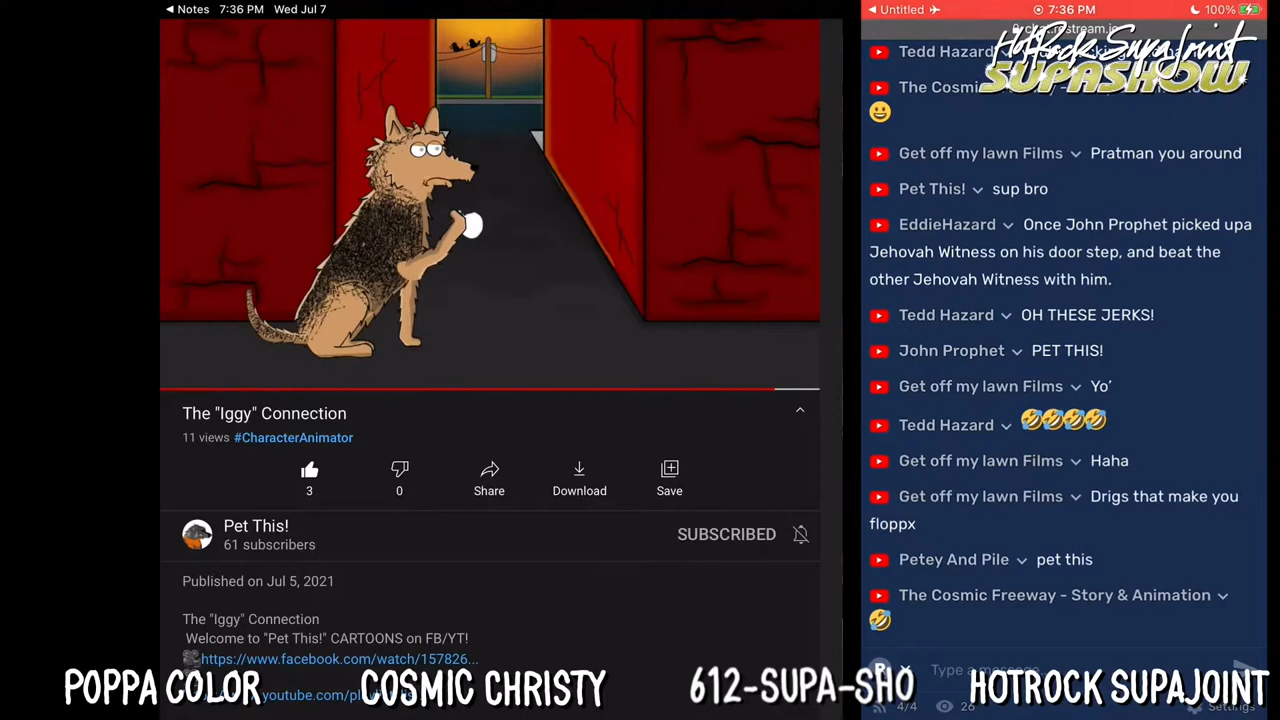 Notes 7:36 PM Wed Jul 7
Untitled 7:36 PM 100%
HotRock SupaJoint
SUPASHOW
Tedd Hazard
The Cosmi
😀
Get off my lawn Films Pratman you around
Pet This! sup bro
EddieHazard Once John Prophet picked upa
Jehovah Witness on his door step, and beat the
other Jehovah Witness with him.
Tedd Hazard OH THESE JERKS!
John Prophet PET THIS!
Get off my lawn Films Yo’
Tedd Hazard 🤣🤣🤣🤣
Get off my lawn Films Haha
Get off my lawn Films Drigs that make you
floppx
Petey And Pile pet this
The Cosmic Freeway - Story & Animation
🤣
Type a message
4/4 26 Settings
The "Iggy" Connection
11 views #CharacterAnimator
3 0 Share Download Save
Pet This!
61 subscribers
SUBSCRIBED
Published on Jul 5, 2021
The "Iggy" Connection
Welcome to "Pet This!" CARTOONS on FB/YT!
🎥https://www.facebook.com/watch/157826...
youtube.com/
POPPA COLOR COSMIC CHRISTY 612-SUPA-SHO HOTROCK SUPAJOINT